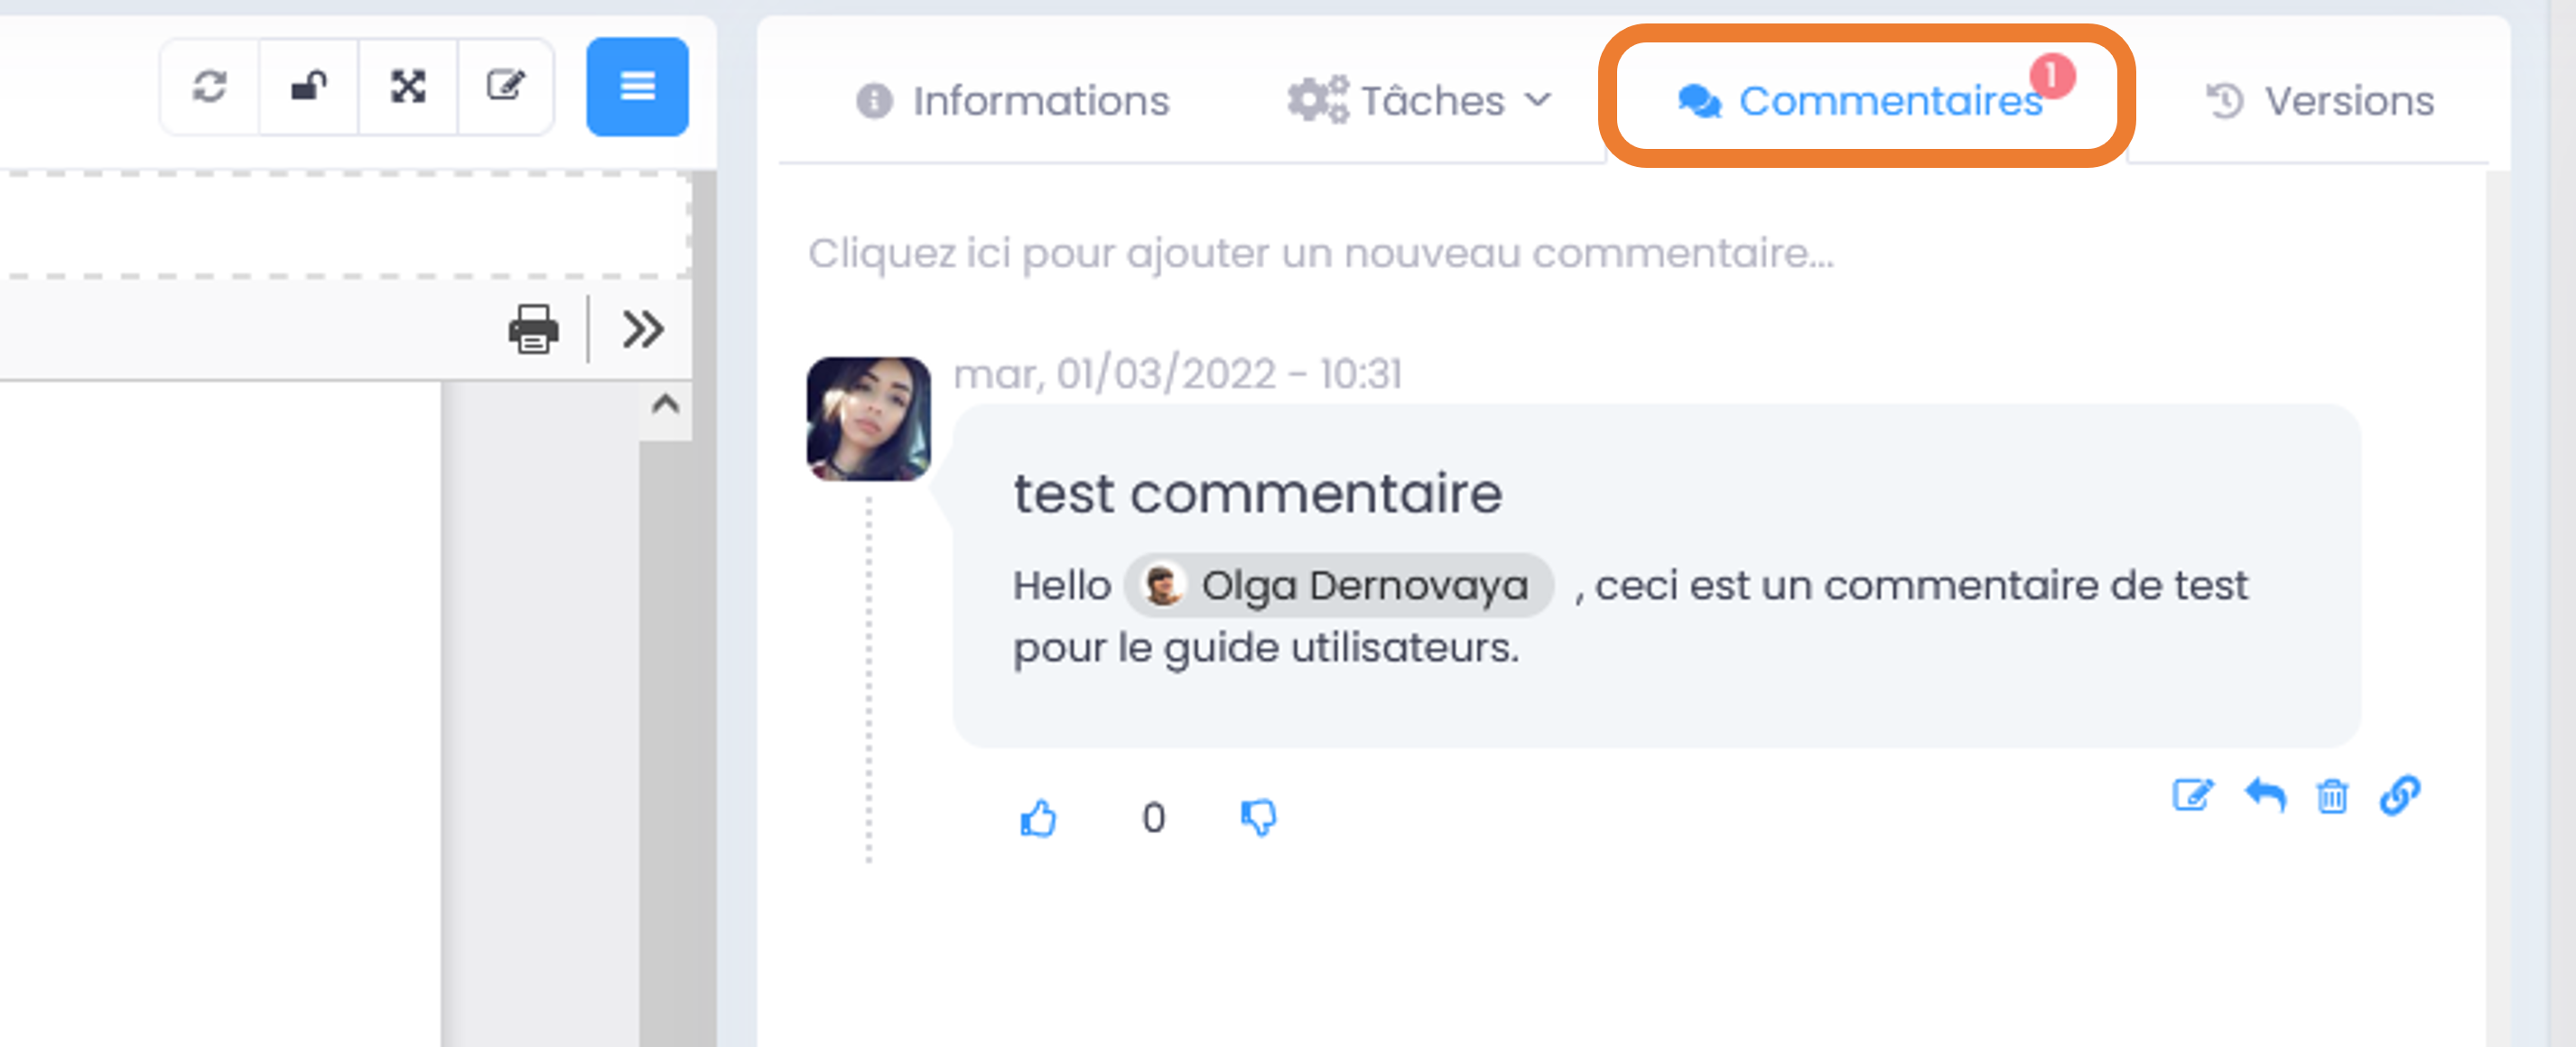 Informations
Tâches
Commentaires
1
Versions
Cliquez ici pour ajouter un nouveau commentaire...
mar, 01/03/2022 - 10:31
test commentaire
Hello Olga Dernovaya , ceci est un commentaire de test
pour le guide utilisateurs.
0